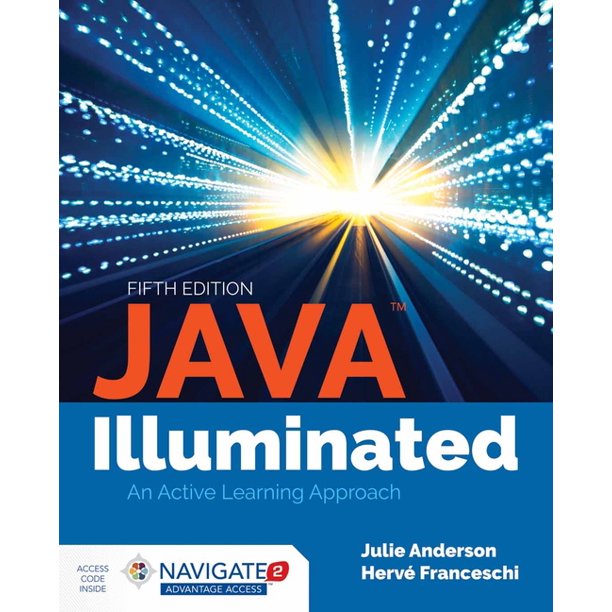 FIFTH EDITION
JAVA™
Illuminated
An Active Learning Approach
Julie Anderson
Hervé Franceschi
ACCESS
CODE
INSIDE
NAVIGATE 2
ADVANTAGE ACCESS